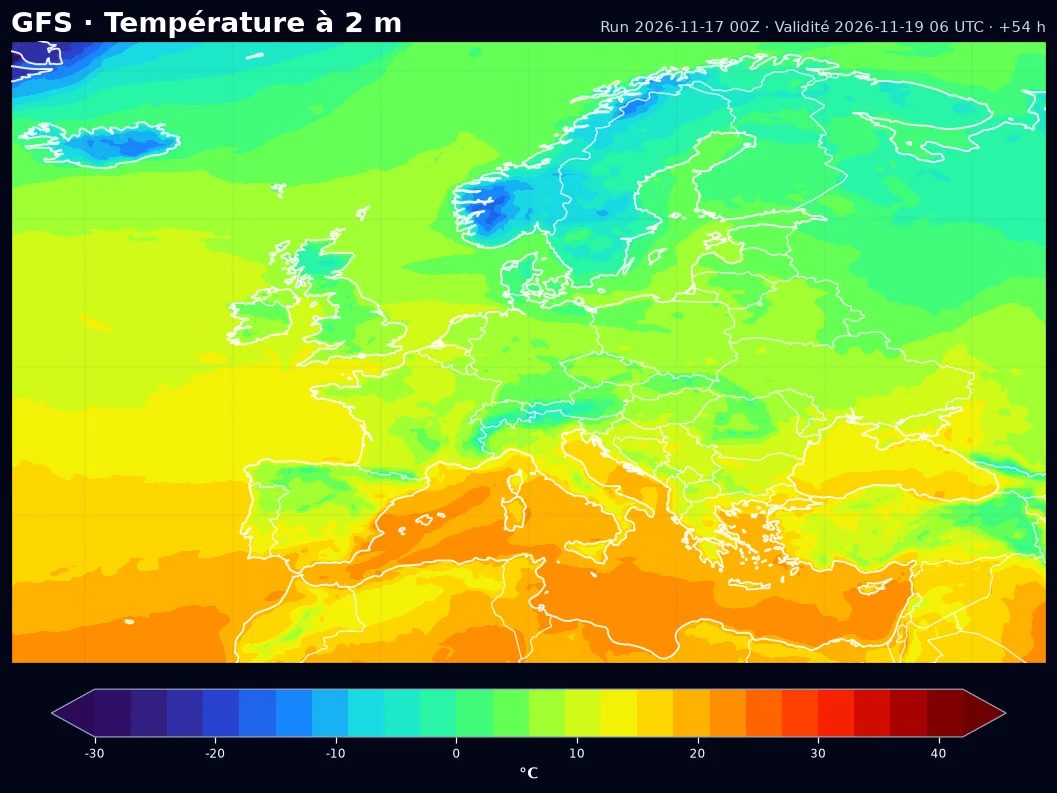 GFS · Température à 2 m
Run 2026-11-17 00Z · Validité 2026-11-19 06 UTC · +54 h
-30 -20 -10 0 10 20 30 40
°C